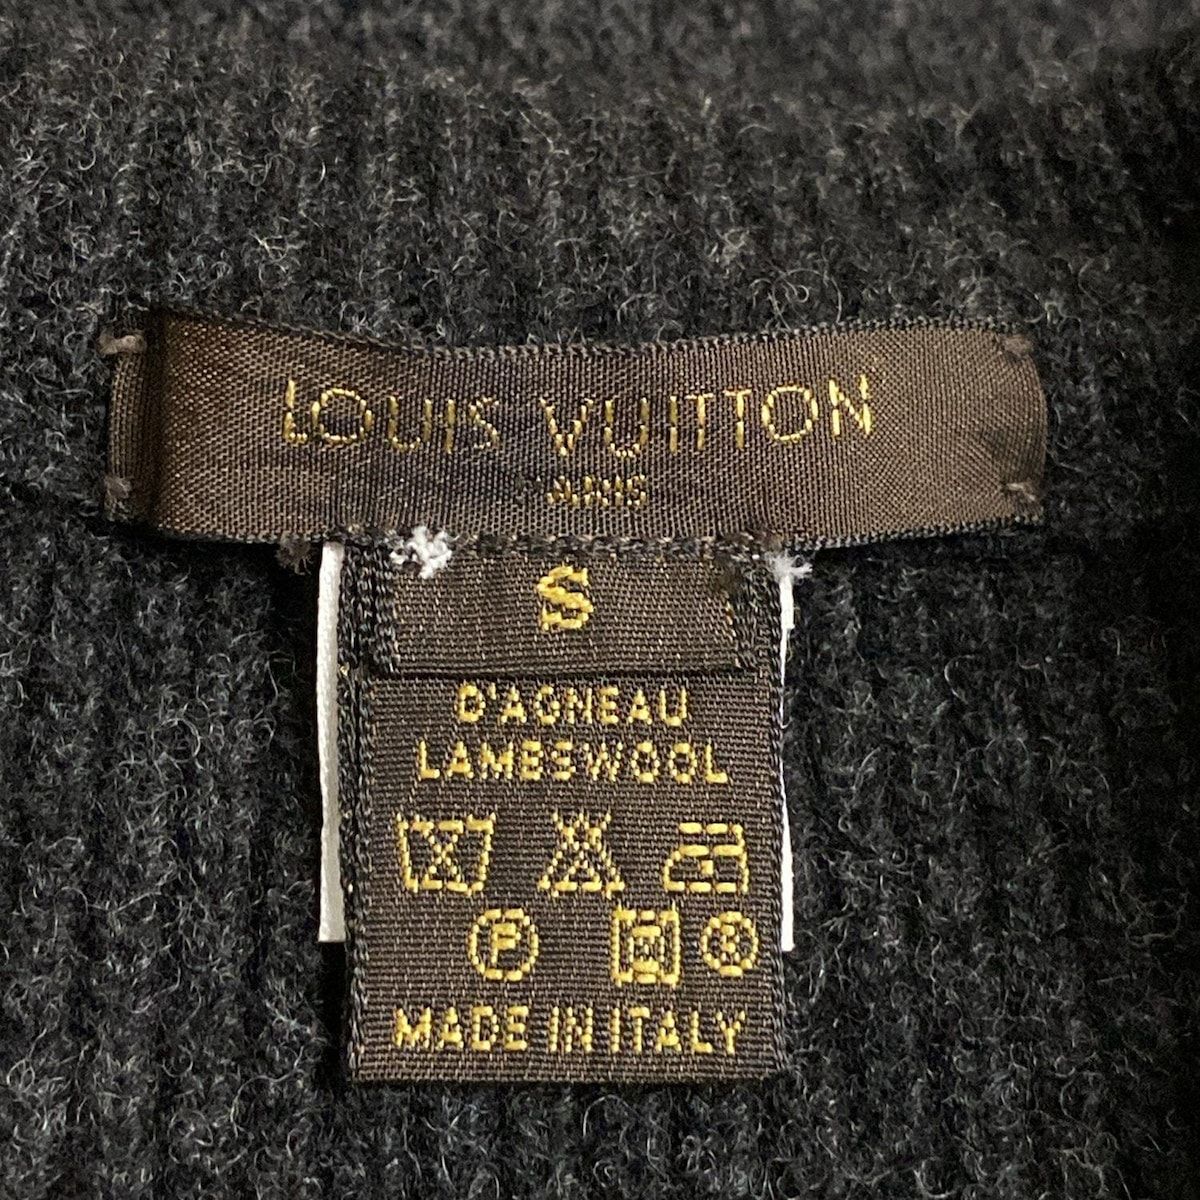 LOUIS VUITTON
PARIS
S
D'AGNEAU
LAMBSWOOL
F
MADE IN ITALY